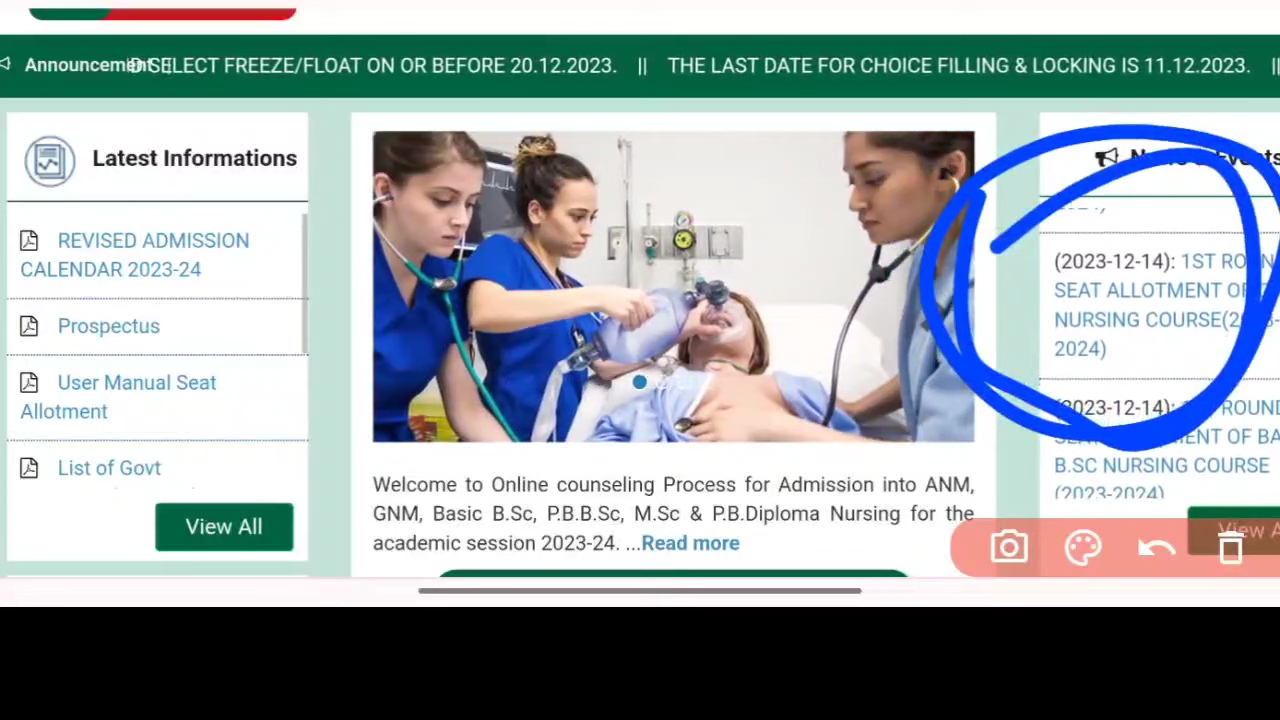 Announcement
SELECT FREEZE/FLOAT ON OR BEFORE 20.12.2023. || THE LAST DATE FOR CHOICE FILLING & LOCKING IS 11.12.2023. ||
Latest Informations
REVISED ADMISSION
CALENDAR 2023-24
Prospectus
User Manual Seat
Allotment
List of Govt
View All
Welcome to Online counseling Process for Admission into ANM,
GNM, Basic B.Sc, P.B.B.Sc, M.Sc & P.B.Diploma Nursing for the
academic session 2023-24. ...Read more
(2023-12-14): 1ST
SEAT ALLOTMENT
NURSING COURSE
2024)
(2023-12-14): ROUND
B.SC NURSING COURSE
(2023-2024)
View